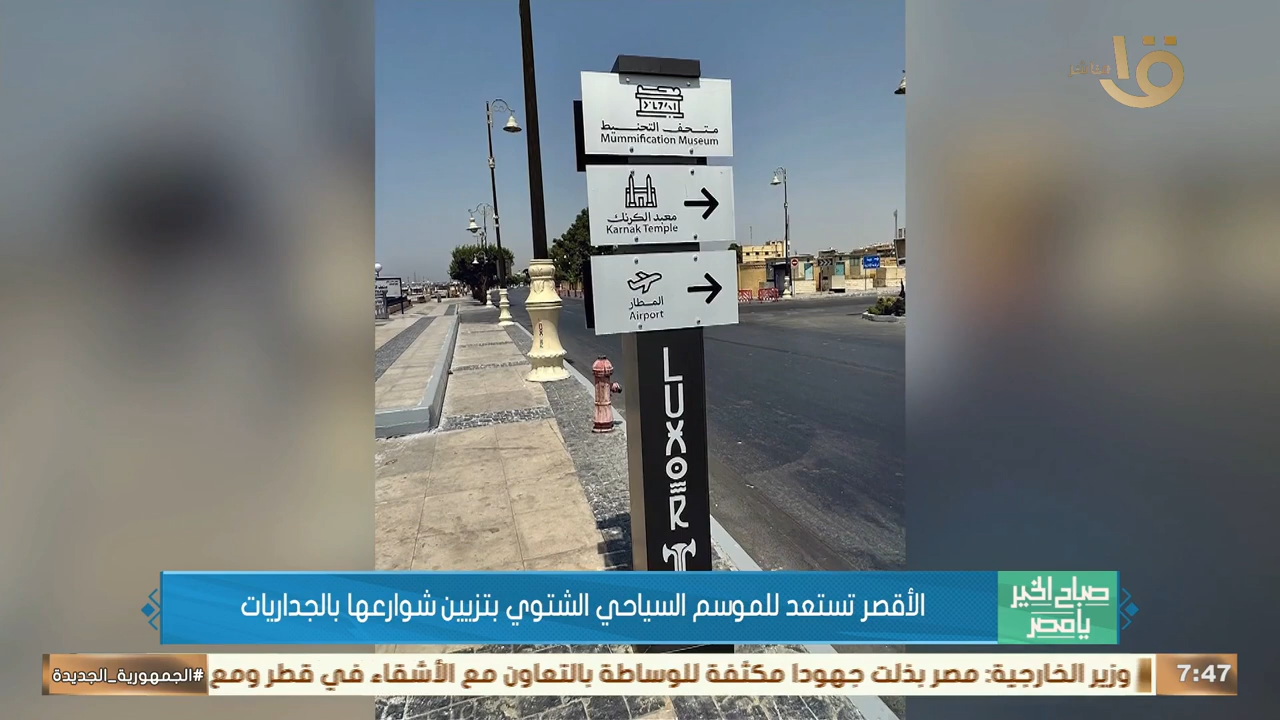 متحف التحنيط
Mummification Museum
معبد الكرنك
Karnak Temple
المطار
Airport
LUXOR
الأقصر تستعد للموسم السياحي الشتوي بتزيين شوارعها بالجداريات
صباح الخير
يا مصر
وزير الخارجية: مصر بذلت جهودا مكثفة للوساطة بالتعاون مع الأشقاء في قطر ومع
#الجمهورية_الجديدة
7:47